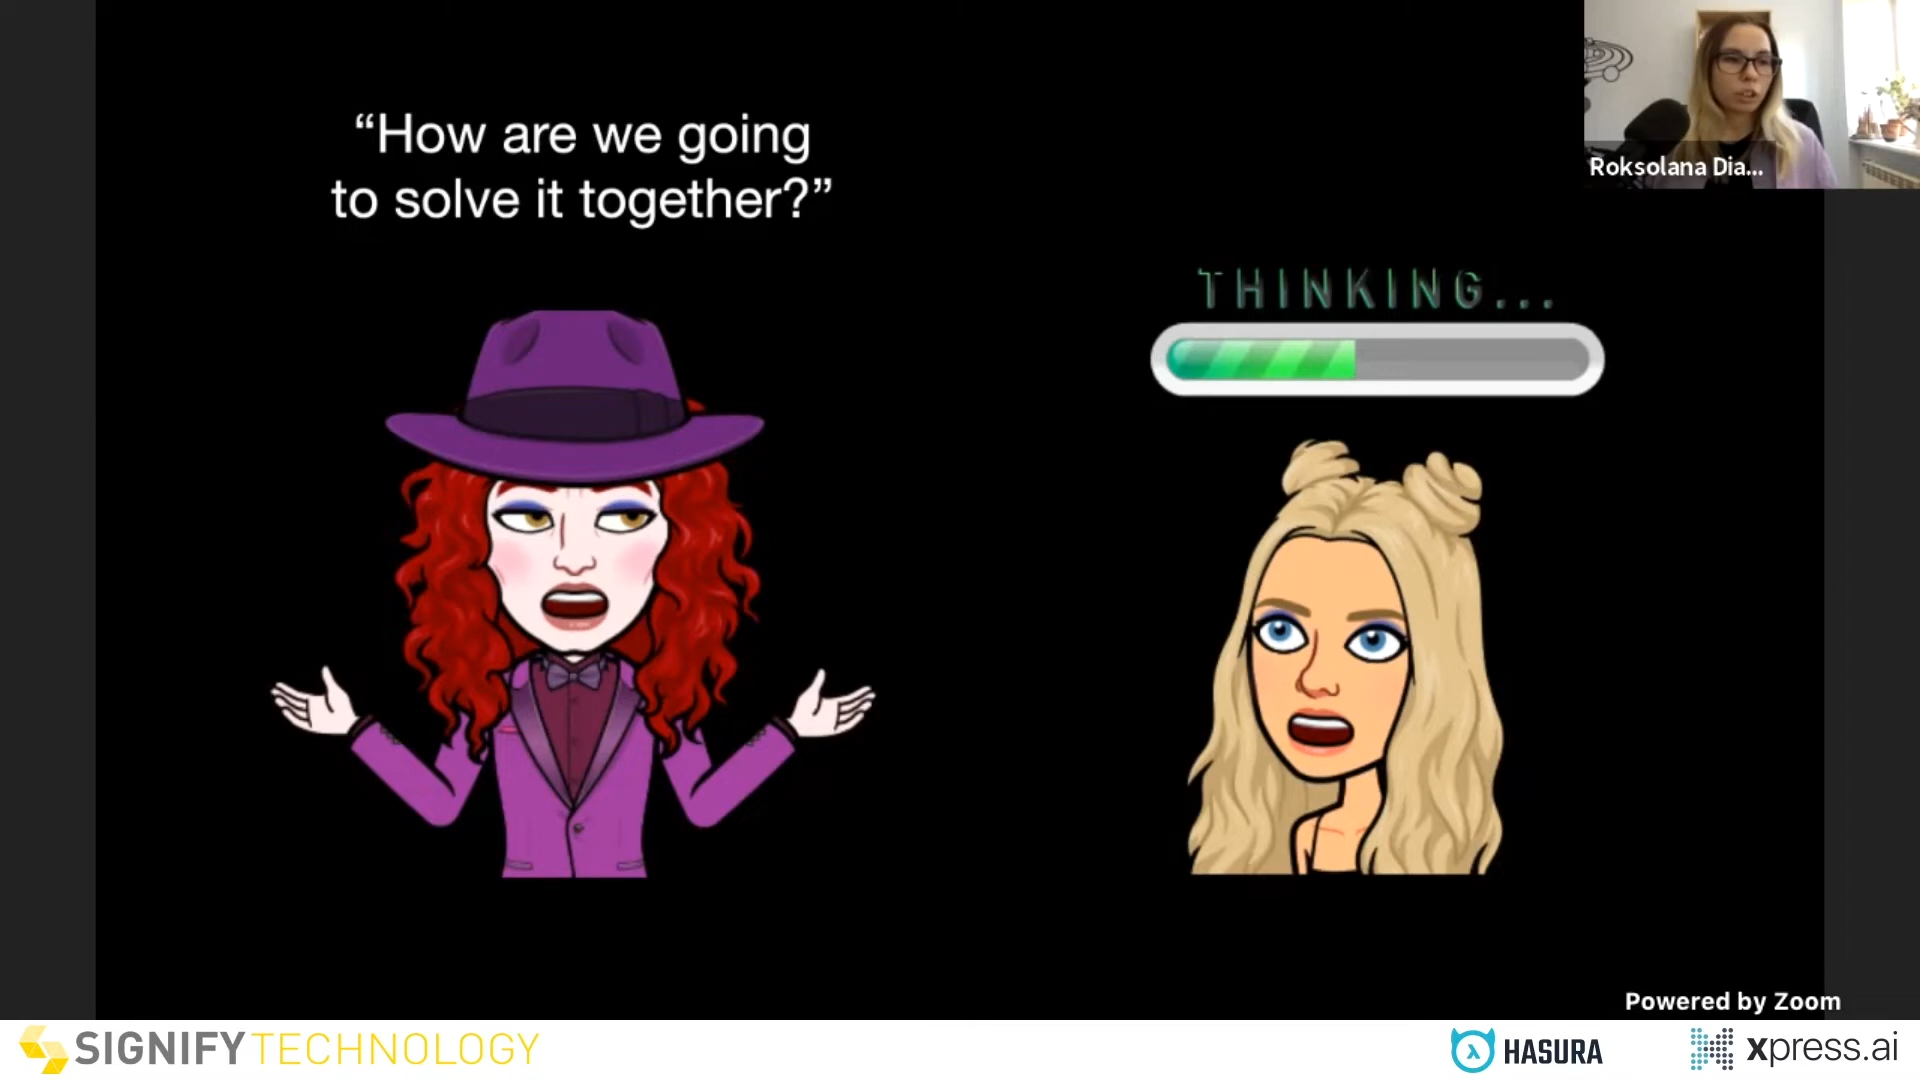 “How are we going
to solve it together?”
Roksolana Dia...
THINKING...
Powered by Zoom
SIGNIFY TECHNOLOGY
HASURA
xpress.ai